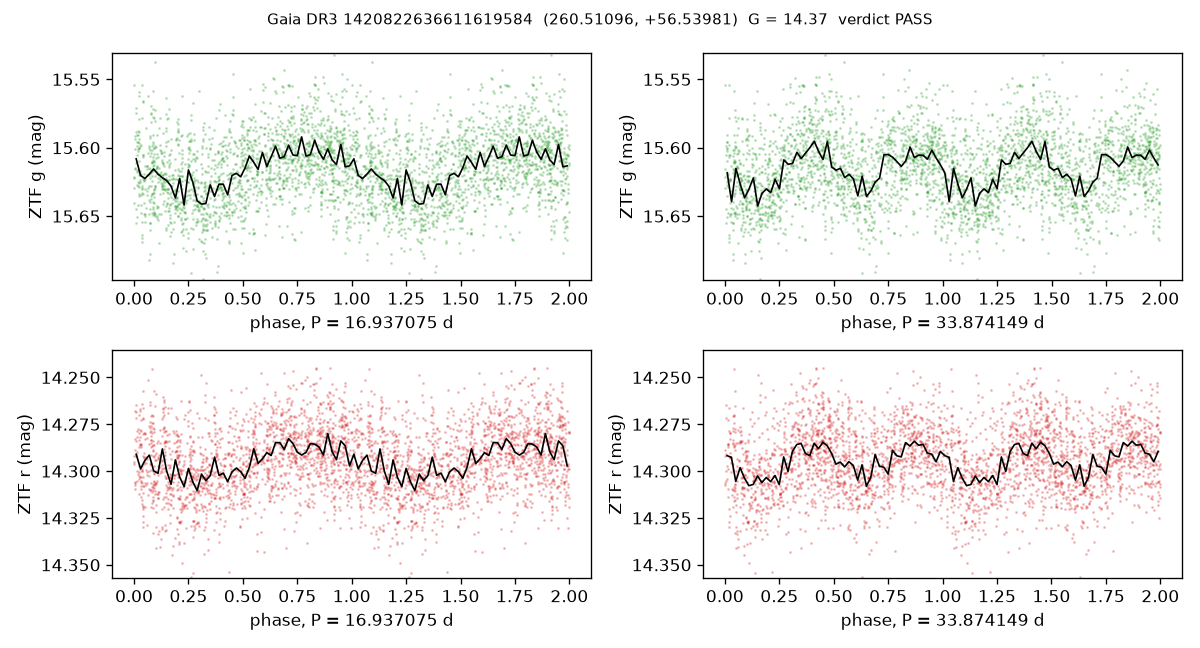 Gaia DR3 1420822636611619584  (260.51096, +56.53981)  G = 14.37  verdict PASS
ZTF g (mag)
15.55
15.60
15.65
0.00 0.25 0.50 0.75 1.00 1.25 1.50 1.75 2.00
phase, P = 16.937075 d
ZTF g (mag)
15.55
15.60
15.65
0.00 0.25 0.50 0.75 1.00 1.25 1.50 1.75 2.00
phase, P = 33.874149 d
ZTF r (mag)
14.250
14.275
14.300
14.325
14.350
0.00 0.25 0.50 0.75 1.00 1.25 1.50 1.75 2.00
phase, P = 16.937075 d
ZTF r (mag)
14.250
14.275
14.300
14.325
14.350
0.00 0.25 0.50 0.75 1.00 1.25 1.50 1.75 2.00
phase, P = 33.874149 d